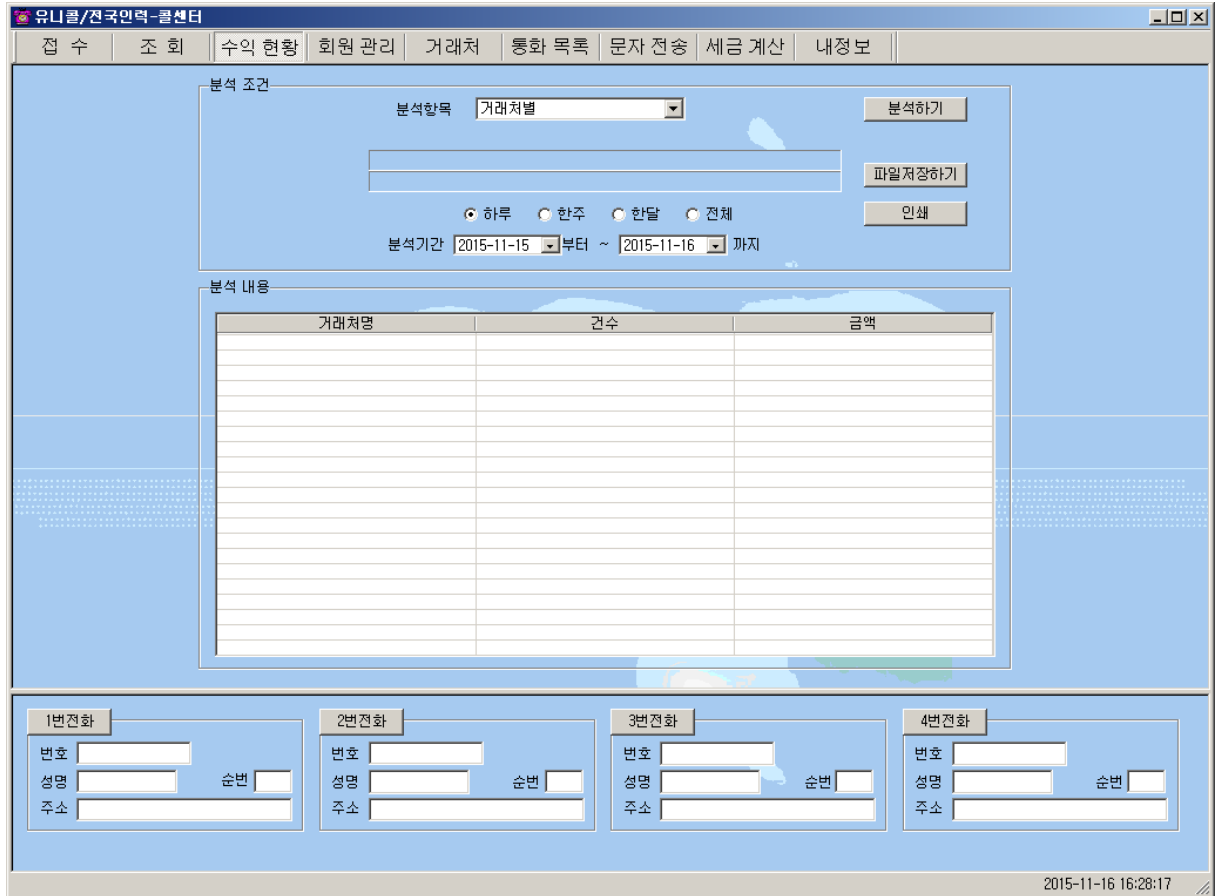 유니콜/전국인력-콜센터
접 수 조 회 수익 현황 회원 관리 거래처 통화 목록 문자 전송 세금 계산 내정보
분석 조건
분석항목 거래처별 분석하기
파일저장하기
하루 한주 한달 전체 인쇄
분석기간 2015-11-15 부터 ~ 2015-11-16 까지
분석 내용
거래처명 건수 금액
1번전화 2번전화 3번전화 4번전화
번호 번호 번호 번호
성명 순번 성명 순번 성명 순번 성명 순번
주소 주소 주소 주소
2015-11-16 16:28:17